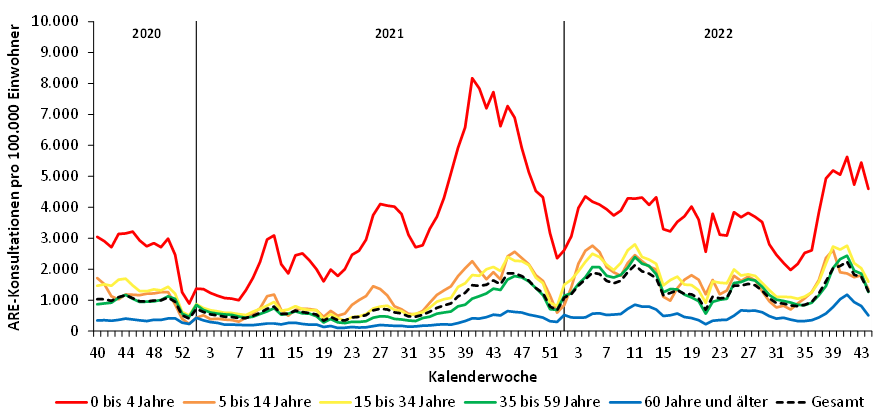 10.000
9.000
8.000
7.000
6.000
5.000
4.000
3.000
2.000
1.000
0
ARE-Konsultationen pro 100.000 Einwohner
2020 2021 2022
40 44 48 52 3 7 11 15 19 23 27 31 35 39 43 47 51 3 7 11 15 19 23 27 31 35 39 43
Kalenderwoche
0 bis 4 Jahre 5 bis 14 Jahre 15 bis 34 Jahre 35 bis 59 Jahre 60 Jahre und älter Gesamt